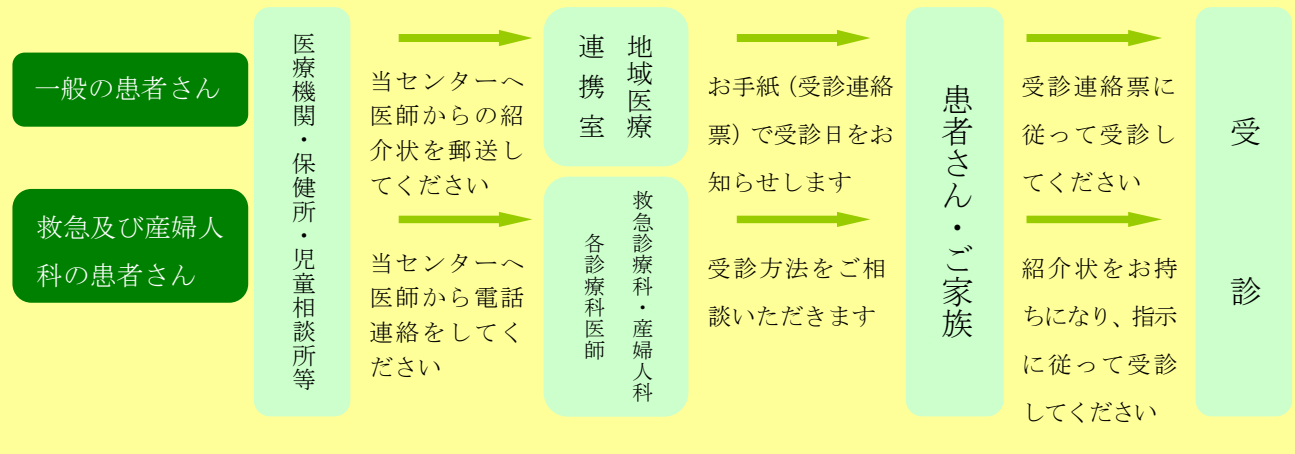 一般の患者さん
救急及び産婦人
科の患者さん
医療機関・保健所・児童相談所等
当センターへ
医師からの紹
介状を郵送し
てください
当センターへ
医師から電話
連絡をしてく
ださい
地域医療
連携室
救急診療科・産婦人科
各診療科医師
お手紙（受診連絡
票）で受診日をお
知らせします
受診方法をご相
談いただきます
患者さん・ご家族
受診連絡票に
従って受診し
てください
紹介状をお持
ちになり、指示
に従って受診
してください
受診